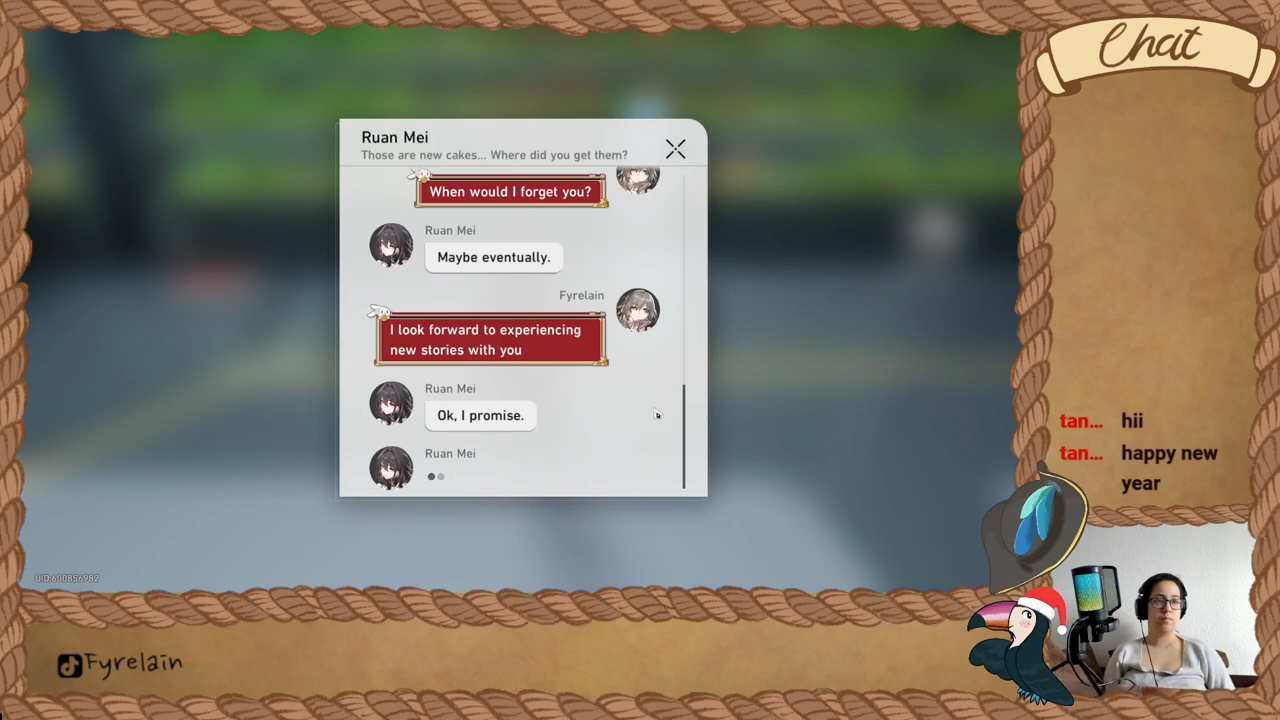 Chat
Ruan Mei
Those are new cakes... Where did you get them?
When would I forget you?
Ruan Mei
Maybe eventually.
Fyrelain
I look forward to experiencing
new stories with you
Ruan Mei
Ok, I promise.
Ruan Mei
tan... hii
tan... happy new
year
UID:600856982
Fyrelain